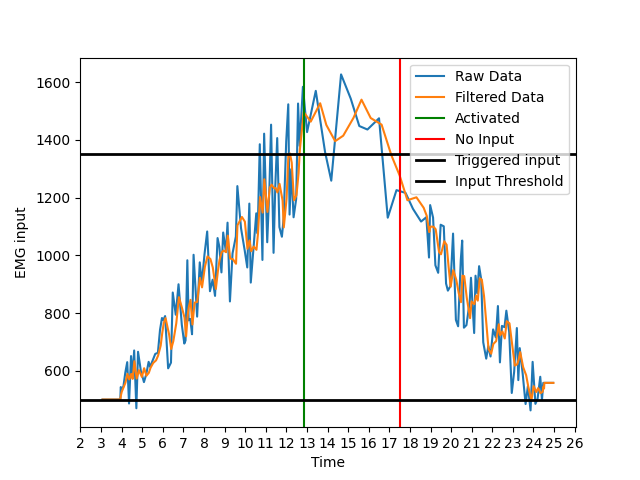 1600
1400
1200
1000
800
600
EMG input
Raw Data
Filtered Data
Activated
No Input
Triggered input
Input Threshold
2 3 4 5 6 7 8 9 10 11 12 13 14 15 16 17 18 19 20 21 22 23 24 25 26
Time